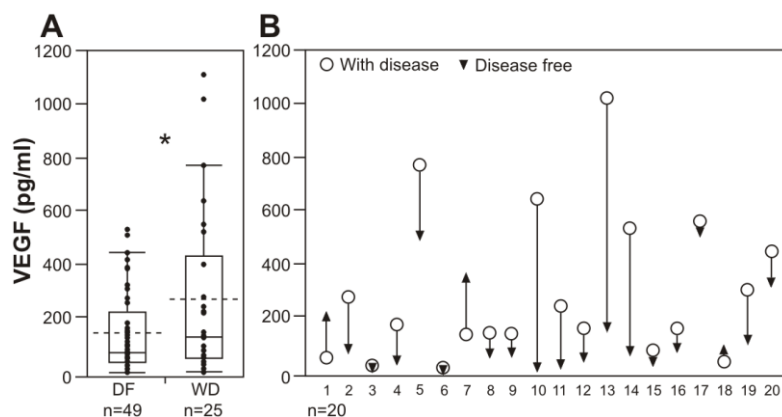 A
B
VEGF (pg/ml)
1200
1000
800
600
400
200
0
*
DF
WD
n=49
n=25
1200
1000
800
600
400
200
0
With disease
Disease free
1 2 3 4 5 6 7 8 9 10 11 12 13 14 15 16 17 18 19 20
n=20